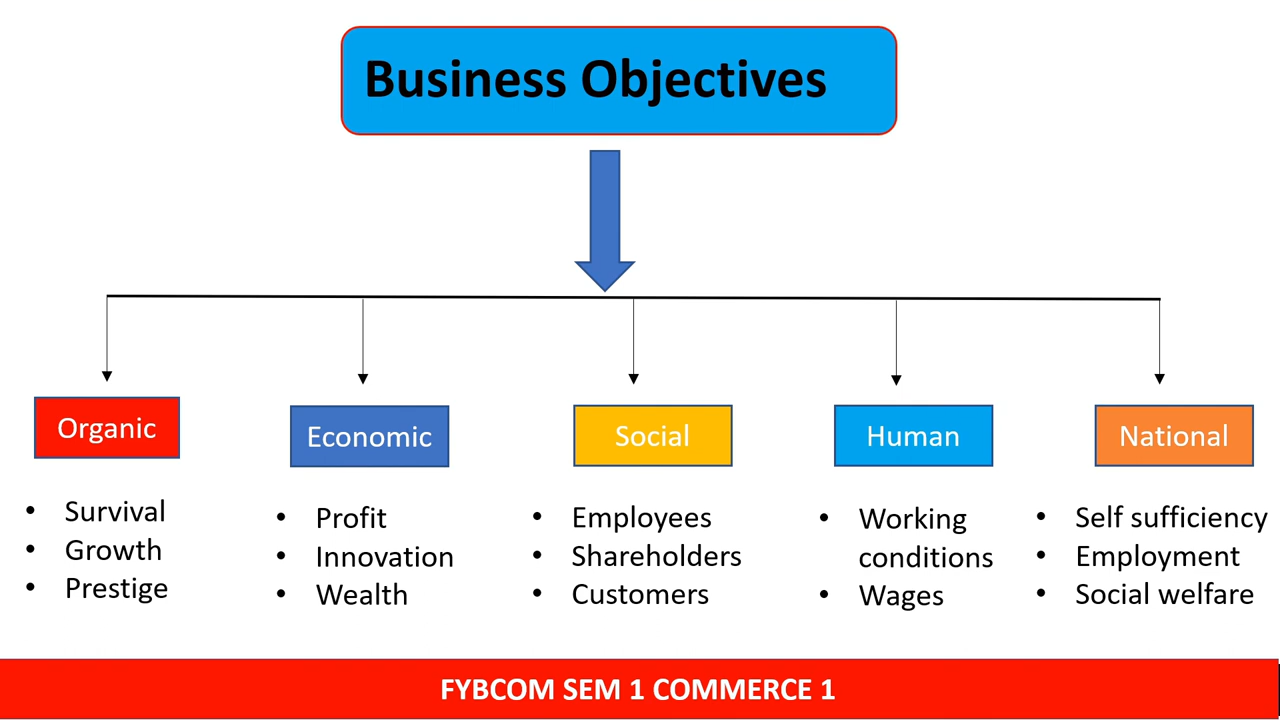 Business Objectives
Organic
Economic
Social
Human
National
• Survival
• Growth
• Prestige
• Profit
• Innovation
• Wealth
• Employees
• Shareholders
• Customers
• Working
conditions
• Wages
• Self sufficiency
• Employment
• Social welfare
FYBCOM SEM 1 COMMERCE 1